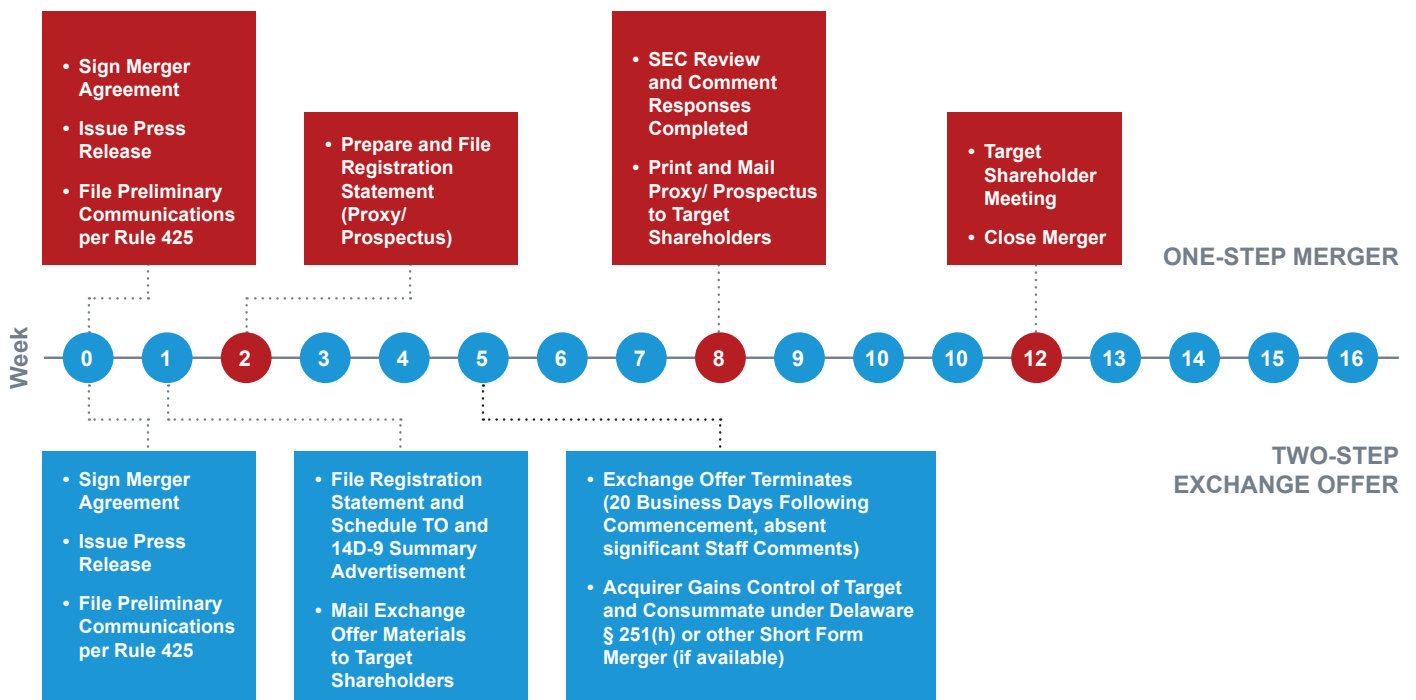 • Sign Merger
Agreement
• Issue Press
Release
• File Preliminary
Communications
per Rule 425
• Prepare and File
Registration
Statement
(Proxy/
Prospectus)
• SEC Review
and Comment
Responses
Completed
• Print and Mail
Proxy/ Prospectus
to Target
Shareholders
• Target
Shareholder
Meeting
• Close Merger
ONE-STEP MERGER
Week
0 1 2 3 4 5 6 7 8 9 10 10 12 13 14 15 16
TWO-STEP
EXCHANGE OFFER
• Sign Merger
Agreement
• Issue Press
Release
• File Preliminary
Communications
per Rule 425
• File Registration
Statement and
Schedule TO and
14D-9 Summary
Advertisement
• Mail Exchange
Offer Materials
to Target
Shareholders
• Exchange Offer Terminates
(20 Business Days Following
Commencement, absent
significant Staff Comments)
• Acquirer Gains Control of Target
and Consummate under Delaware
§ 251(h) or other Short Form
Merger (if available)